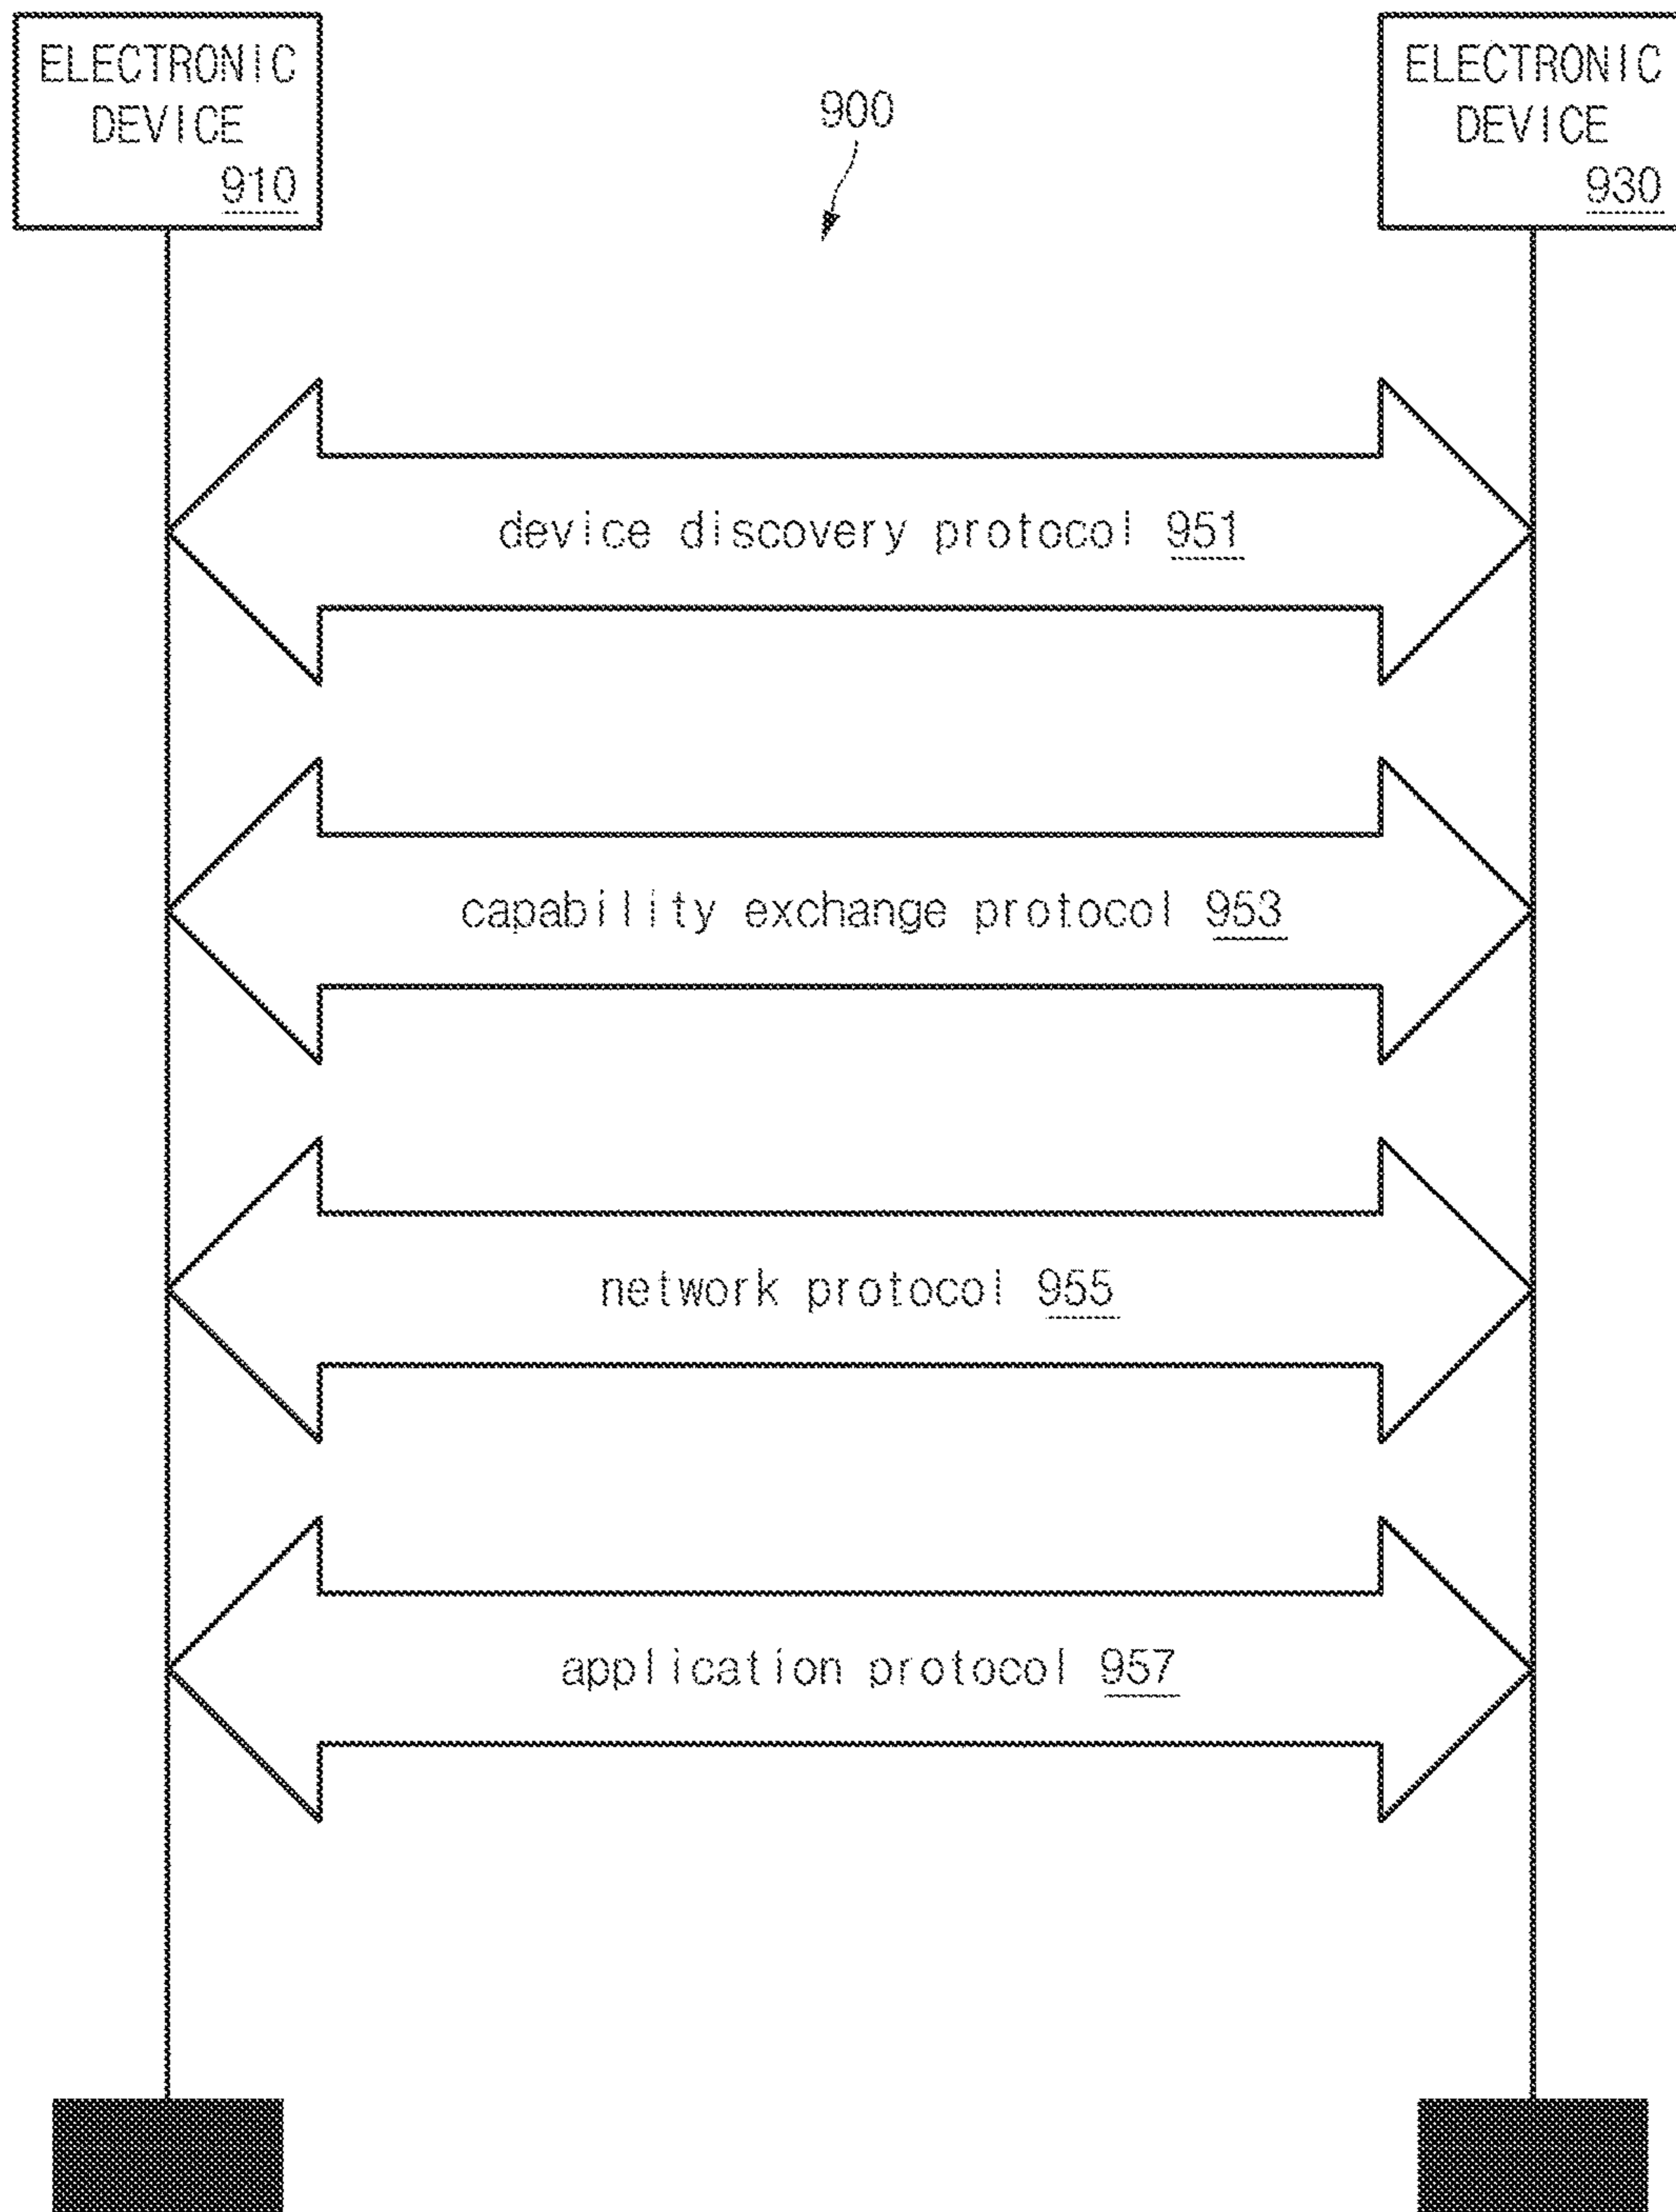 ELECTRONIC
DEVICE
910
900
ELECTRONIC
DEVICE
930
device discovery protocol 951
capability exchange protocol 953
network protocol 955
application protocol 957